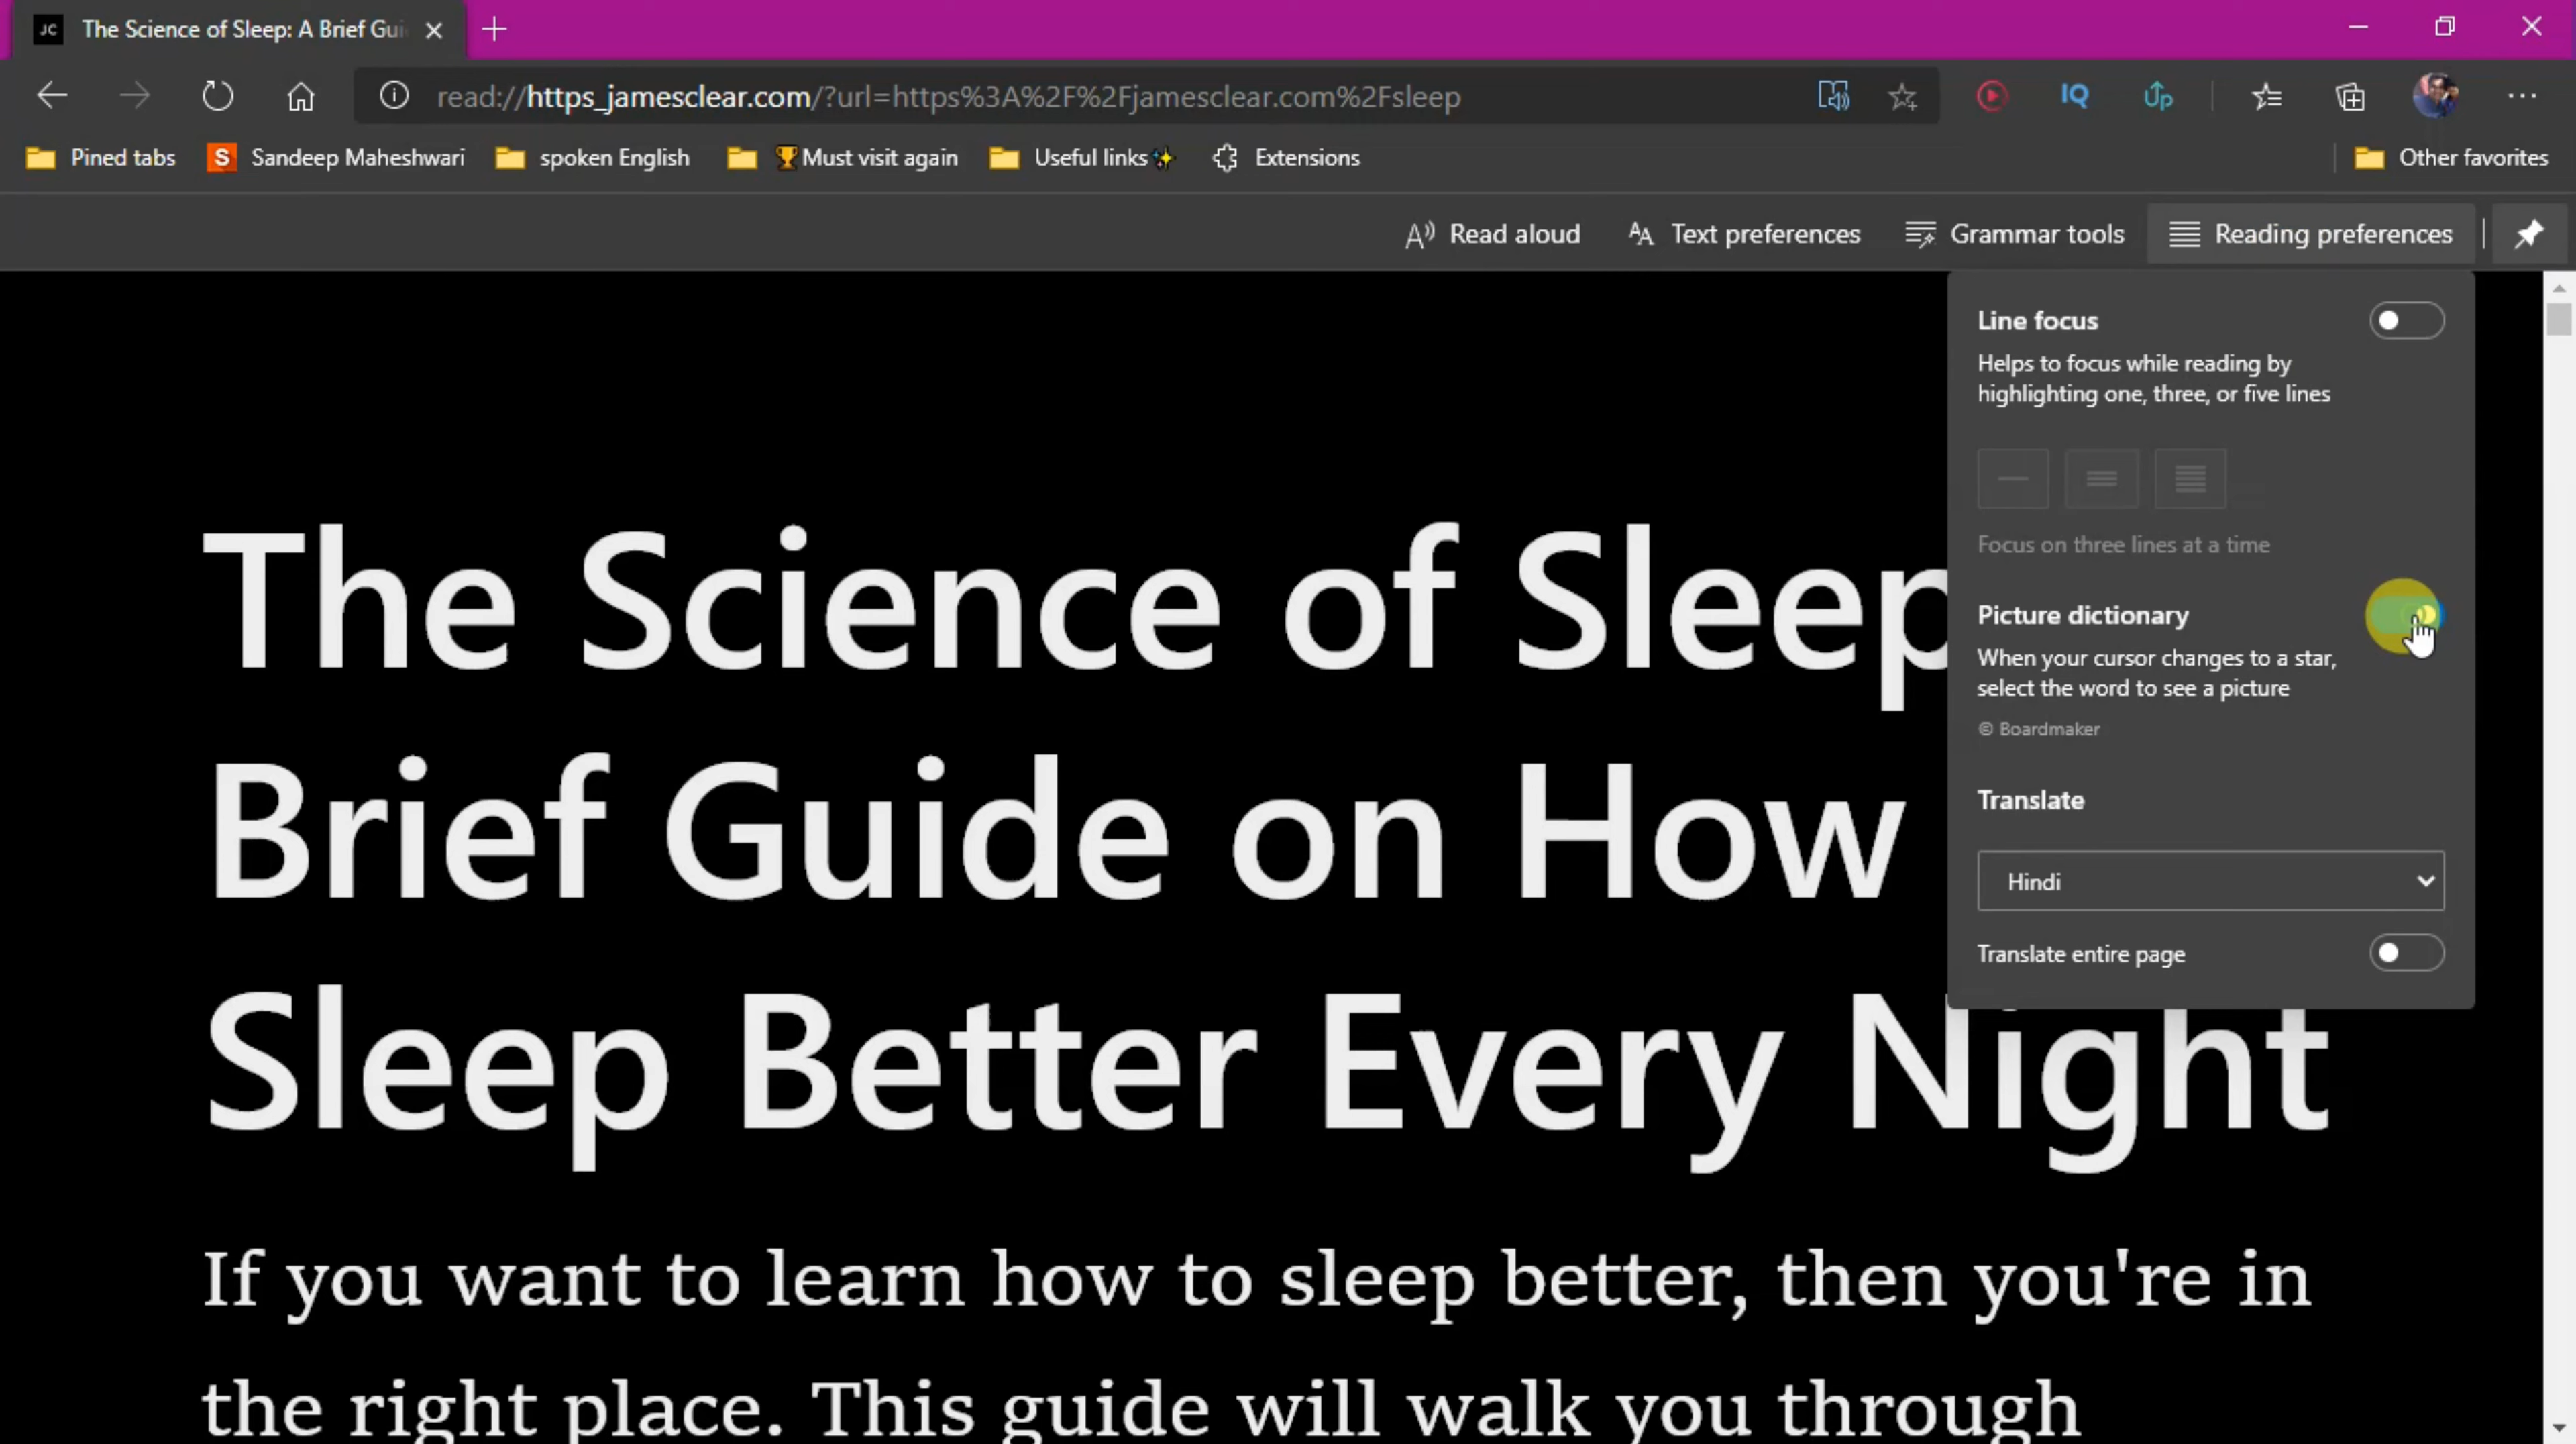 JC The Science of Sleep: A Brief Gui
read://https_jamesclear.com/?url=https%3A%2F%2Fjamesclear.com%2Fsleep
IQ Up
Pined tabs S Sandeep Maheshwari spoken English 🏆Must visit again Useful links✨ Extensions Other favorites
Read aloud Text preferences Grammar tools Reading preferences
Line focus
Helps to focus while reading by
highlighting one, three, or five lines
Focus on three lines at a time
Picture dictionary
When your cursor changes to a star,
select the word to see a picture
© Boardmaker
Translate
Hindi
Translate entire page
The Science of Sleep
Brief Guide on How
Sleep Better Every Night
If you want to learn how to sleep better, then you're in
the right place. This guide will walk you through